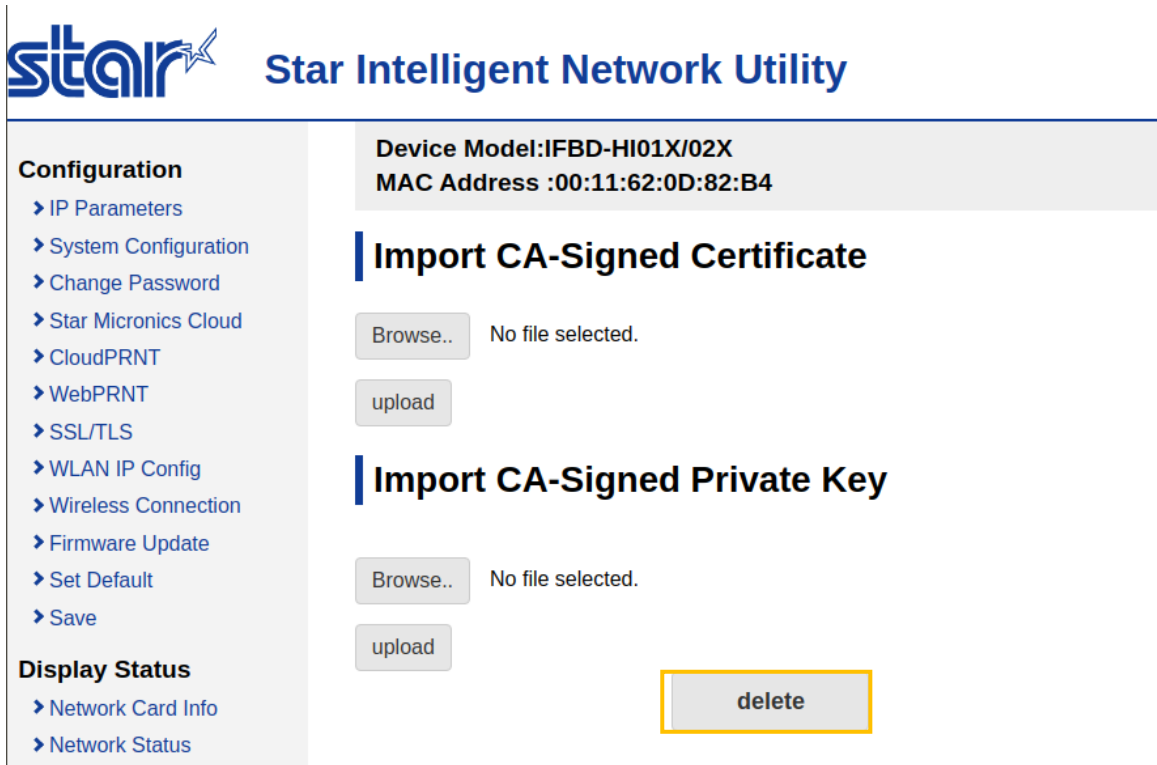 star
Star Intelligent Network Utility
Configuration
IP Parameters
System Configuration
Change Password
Star Micronics Cloud
CloudPRNT
WebPRNT
SSL/TLS
WLAN IP Config
Wireless Connection
Firmware Update
Set Default
Save
Display Status
Network Card Info
Network Status
Device Model:IFBD-HI01X/02X
MAC Address :00:11:62:0D:82:B4
Import CA-Signed Certificate
Browse.. No file selected.
upload
Import CA-Signed Private Key
Browse.. No file selected.
upload
delete